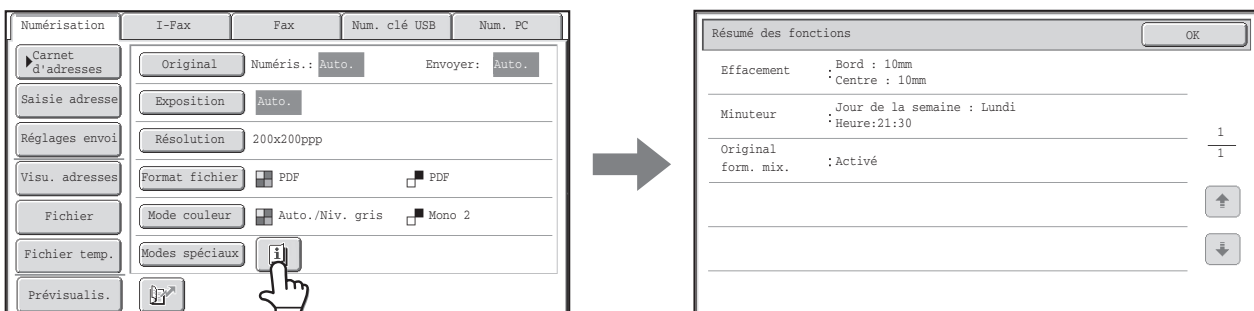 Numérisation
I-Fax
Fax
Num. clé USB
Num. PC
Carnet
d'adresses
Original
Numéris.: Auto.
Envoyer: Auto.
Saisie adresse
Exposition
Auto.
Réglages envoi
Résolution
200x200ppp
Visu. adresses
Format fichier
PDF
PDF
Fichier
Mode couleur
Auto./Niv. gris
Mono 2
Fichier temp.
Modes spéciaux
Prévisualis.
Résumé des fonctions
OK
Effacement
: Bord : 10mm
Centre : 10mm
Minuteur
: Jour de la semaine : Lundi
Heure:21:30
Original
form. mix.
:Activé
1
1